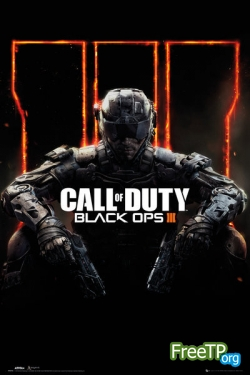 CALL OF DUTY
BLACK OPS III
FreeTP.org